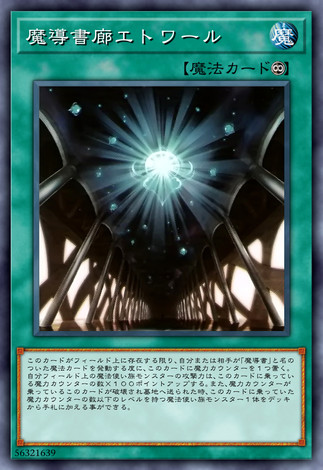 魔導書廊エトワール
魔
【魔法カード】
このカードがフィールド上に存在する限り、自分または相手が「魔導書」と名の
ついた魔法カードを発動する度に、このカードに魔力カウンターを１つ置く。
自分フィールド上の魔法使い族モンスターの攻撃力は、このカードに乗ってい
る魔力カウンターの数×１００ポイントアップする。また、魔力カウンターが
乗っているこのカードが破壊され墓地へ送られた時、このカードに乗っていた
魔力カウンターの数以下のレベルを持つ魔法使い族モンスター１体をデッキ
から手札に加える事ができる。
56321639